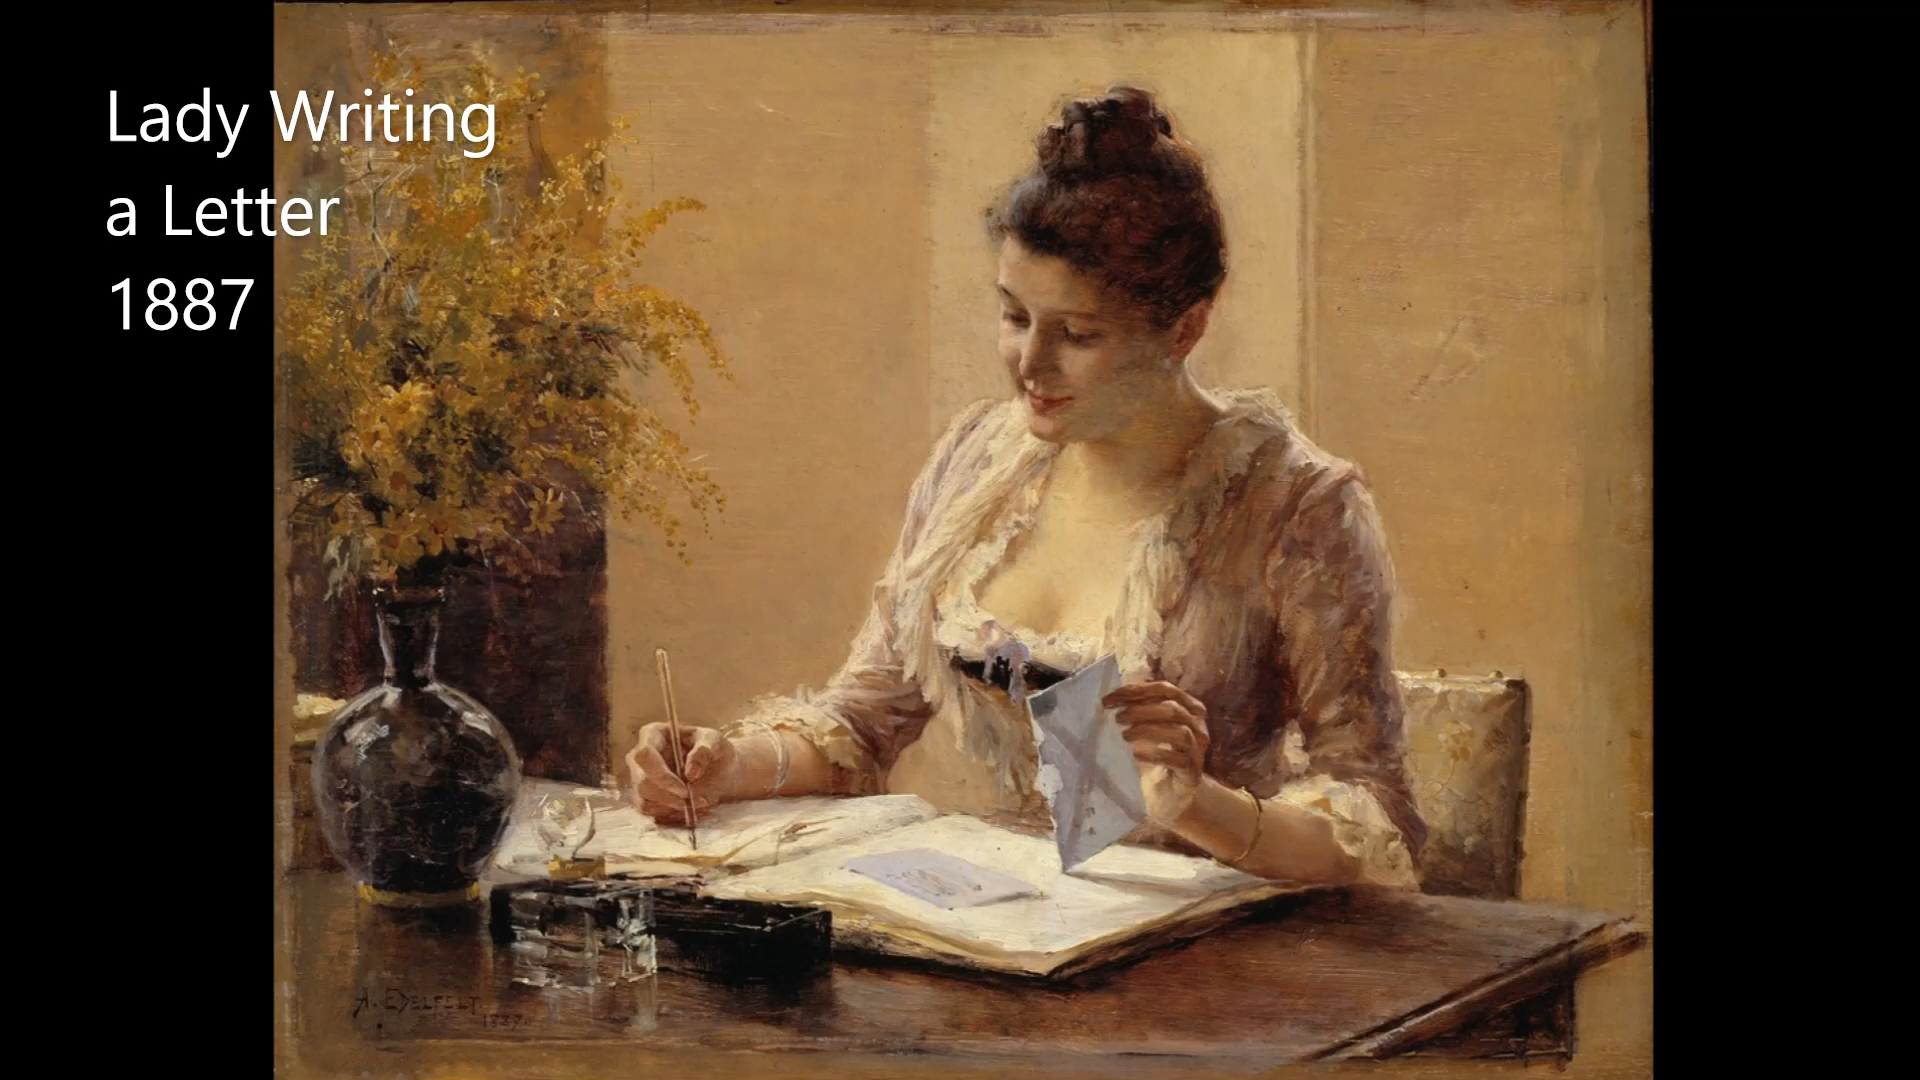 Lady Writing
a Letter
1887
A. EDELFELT
1887.